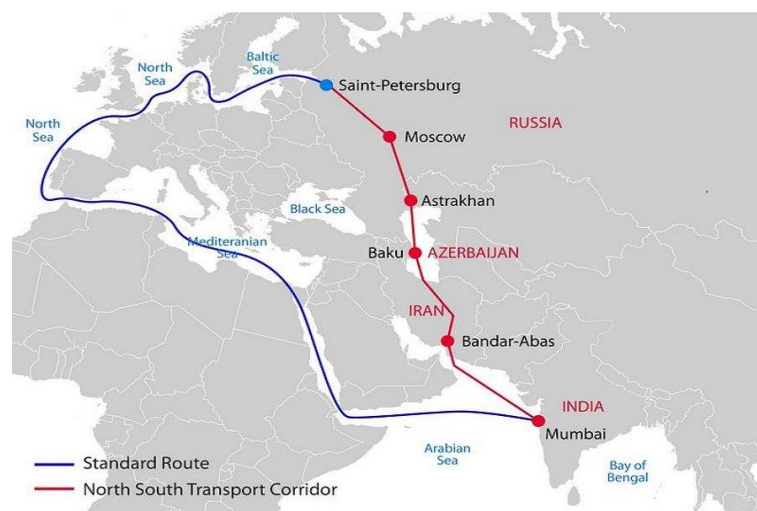 North
Sea
Baltic
Sea
Saint-Petersburg
North
Sea
Moscow
RUSSIA
Astrakhan
Black Sea
Mediteranian
Sea
Baku
AZERBAIJAN
IRAN
Bandar-Abas
INDIA
Mumbai
Arabian
Sea
Bay of
Bengal
Standard Route
North South Transport Corridor